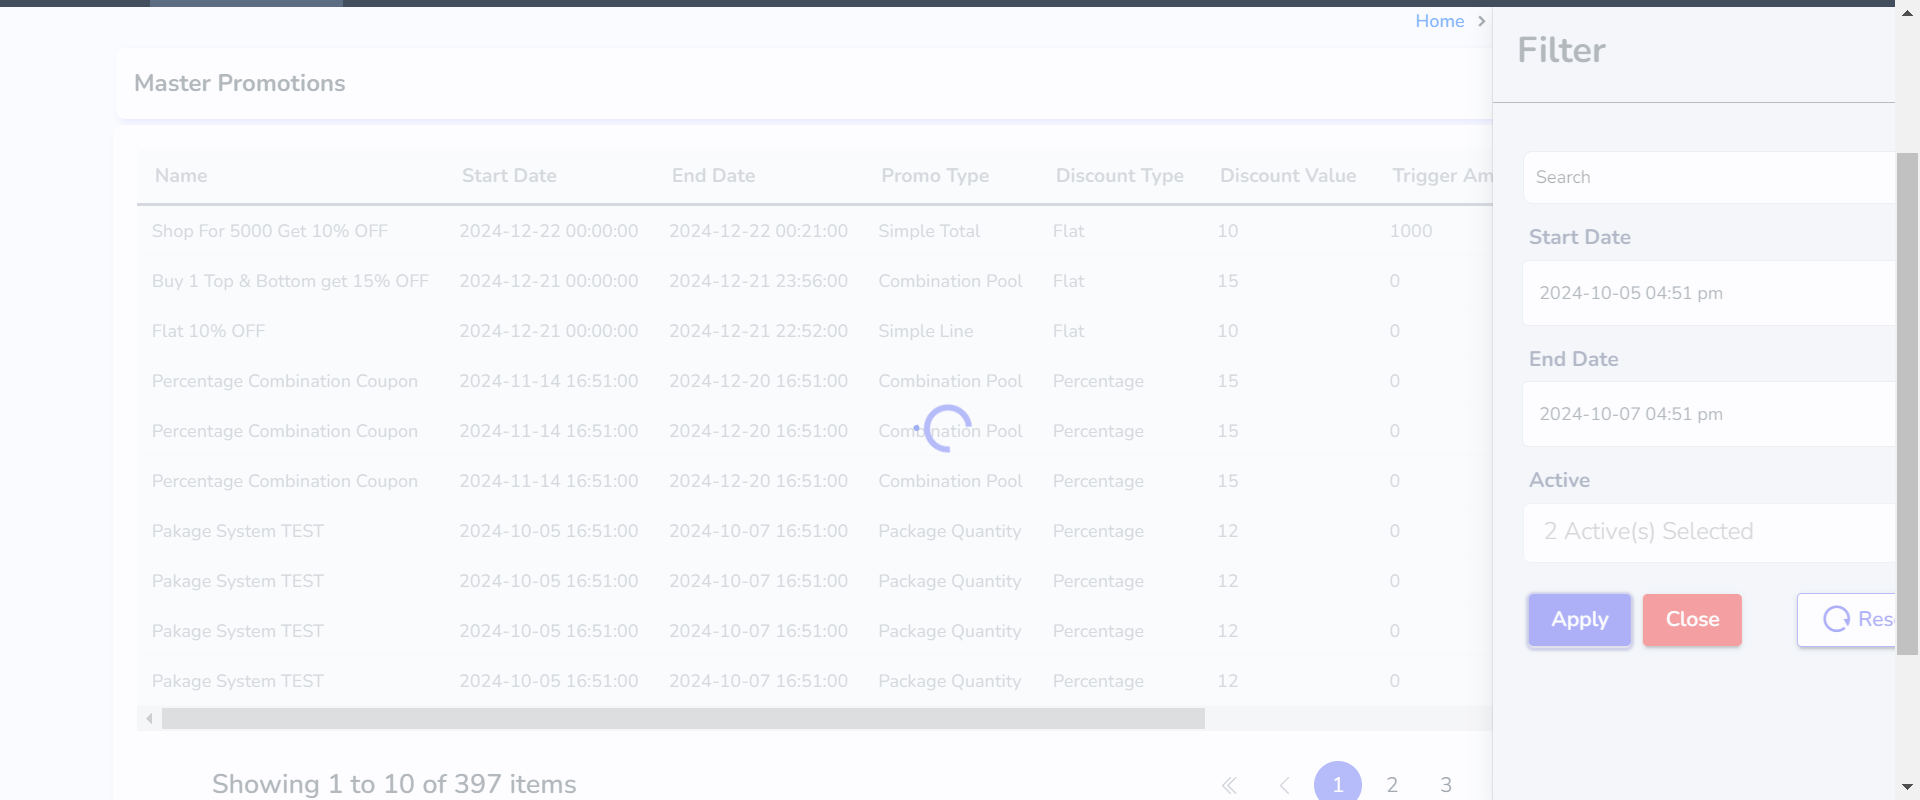 Home
Filter
Master Promotions
Search
Name Start Date End Date Promo Type Discount Type Discount Value Trigger Am
Shop For 5000 Get 10% OFF 2024-12-22 00:00:00 2024-12-22 00:21:00 Simple Total Flat 10 1000
Buy 1 Top & Bottom get 15% OFF 2024-12-21 00:00:00 2024-12-21 23:56:00 Combination Pool Flat 15 0
Flat 10% OFF 2024-12-21 00:00:00 2024-12-21 22:52:00 Simple Line Flat 10 0
Percentage Combination Coupon 2024-11-14 16:51:00 2024-12-20 16:51:00 Combination Pool Percentage 15 0
Percentage Combination Coupon 2024-11-14 16:51:00 2024-12-20 16:51:00 Combination Pool Percentage 15 0
Percentage Combination Coupon 2024-11-14 16:51:00 2024-12-20 16:51:00 Combination Pool Percentage 15 0
Pakage System TEST 2024-10-05 16:51:00 2024-10-07 16:51:00 Package Quantity Percentage 12 0
Pakage System TEST 2024-10-05 16:51:00 2024-10-07 16:51:00 Package Quantity Percentage 12 0
Pakage System TEST 2024-10-05 16:51:00 2024-10-07 16:51:00 Package Quantity Percentage 12 0
Pakage System TEST 2024-10-05 16:51:00 2024-10-07 16:51:00 Package Quantity Percentage 12 0
Start Date
2024-10-05 04:51 pm
End Date
2024-10-07 04:51 pm
Active
2 Active(s) Selected
Apply Close Res
Showing 1 to 10 of 397 items 1 2 3